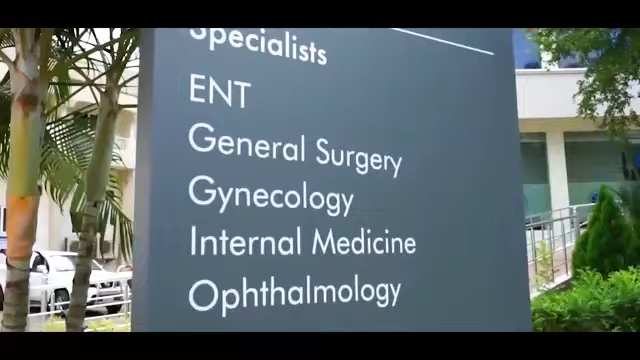 Specialists
ENT
General Surgery
Gynecology
Internal Medicine
Ophthalmology